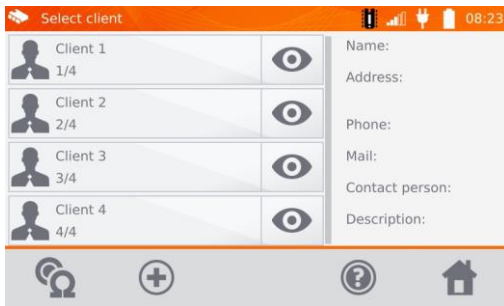 Select client
08:23
Client 1
1/4
Client 2
2/4
Client 3
3/4
Client 4
4/4
Name:
Address:
Phone:
Mail:
Contact person:
Description: